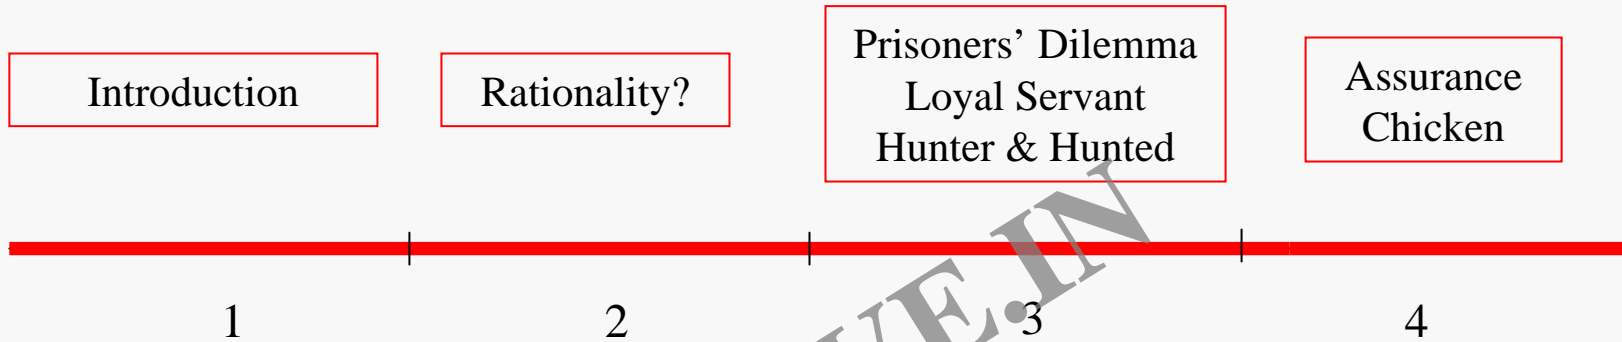 Introduction
Rationality?
Prisoners' Dilemma
Loyal Servant
Hunter & Hunted
Assurance
Chicken
1
2
3
4